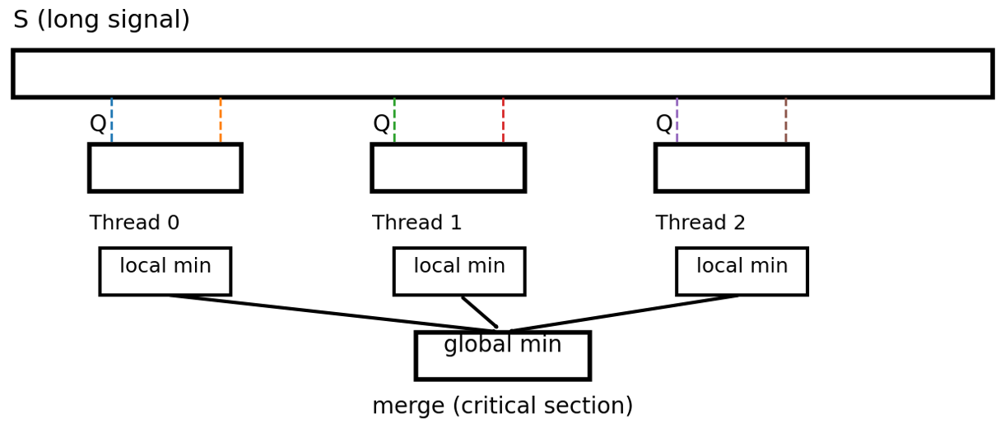 S (long signal)
Q
Q
Q
Thread 0
Thread 1
Thread 2
local min
local min
local min
global min
merge (critical section)